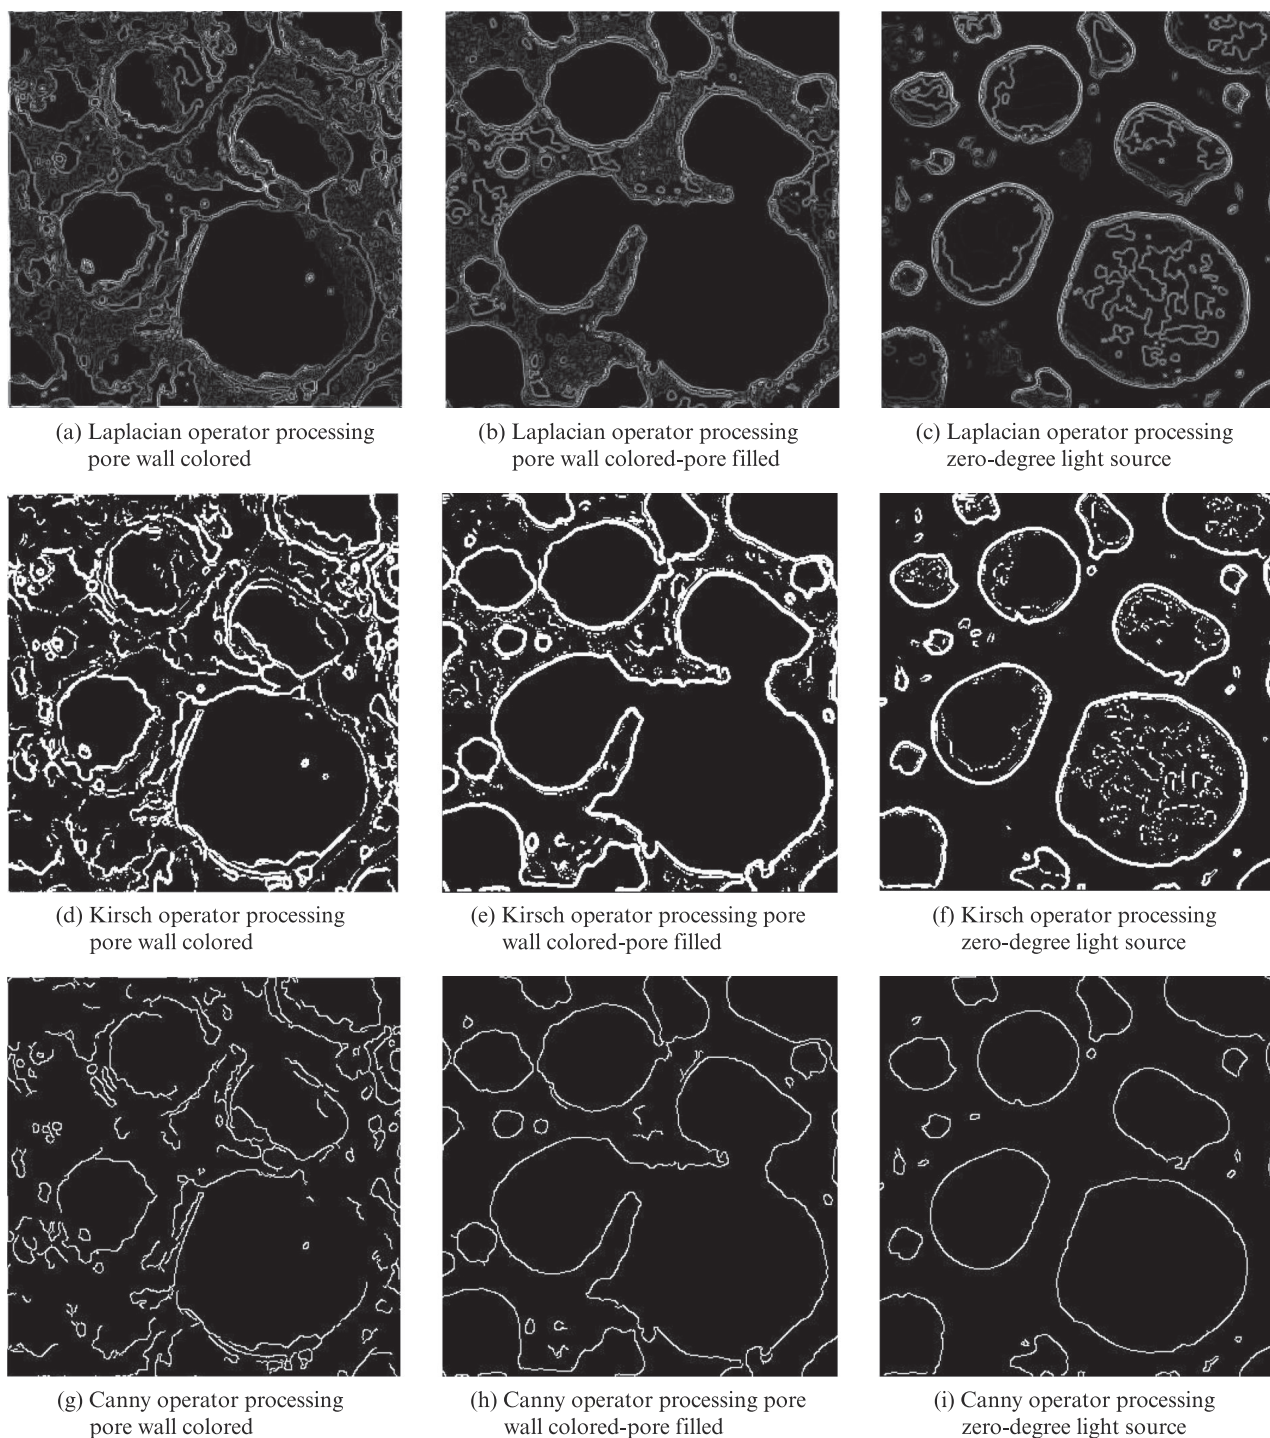 (a) Laplacian operator processing
pore wall colored
(b) Laplacian operator processing
pore wall colored-pore filled
(c) Laplacian operator processing
zero-degree light source
(d) Kirsch operator processing
pore wall colored
(e) Kirsch operator processing pore
wall colored-pore filled
(f) Kirsch operator processing
zero-degree light source
(g) Canny operator processing
pore wall colored
(h) Canny operator processing pore
wall colored-pore filled
(i) Canny operator processing
zero-degree light source